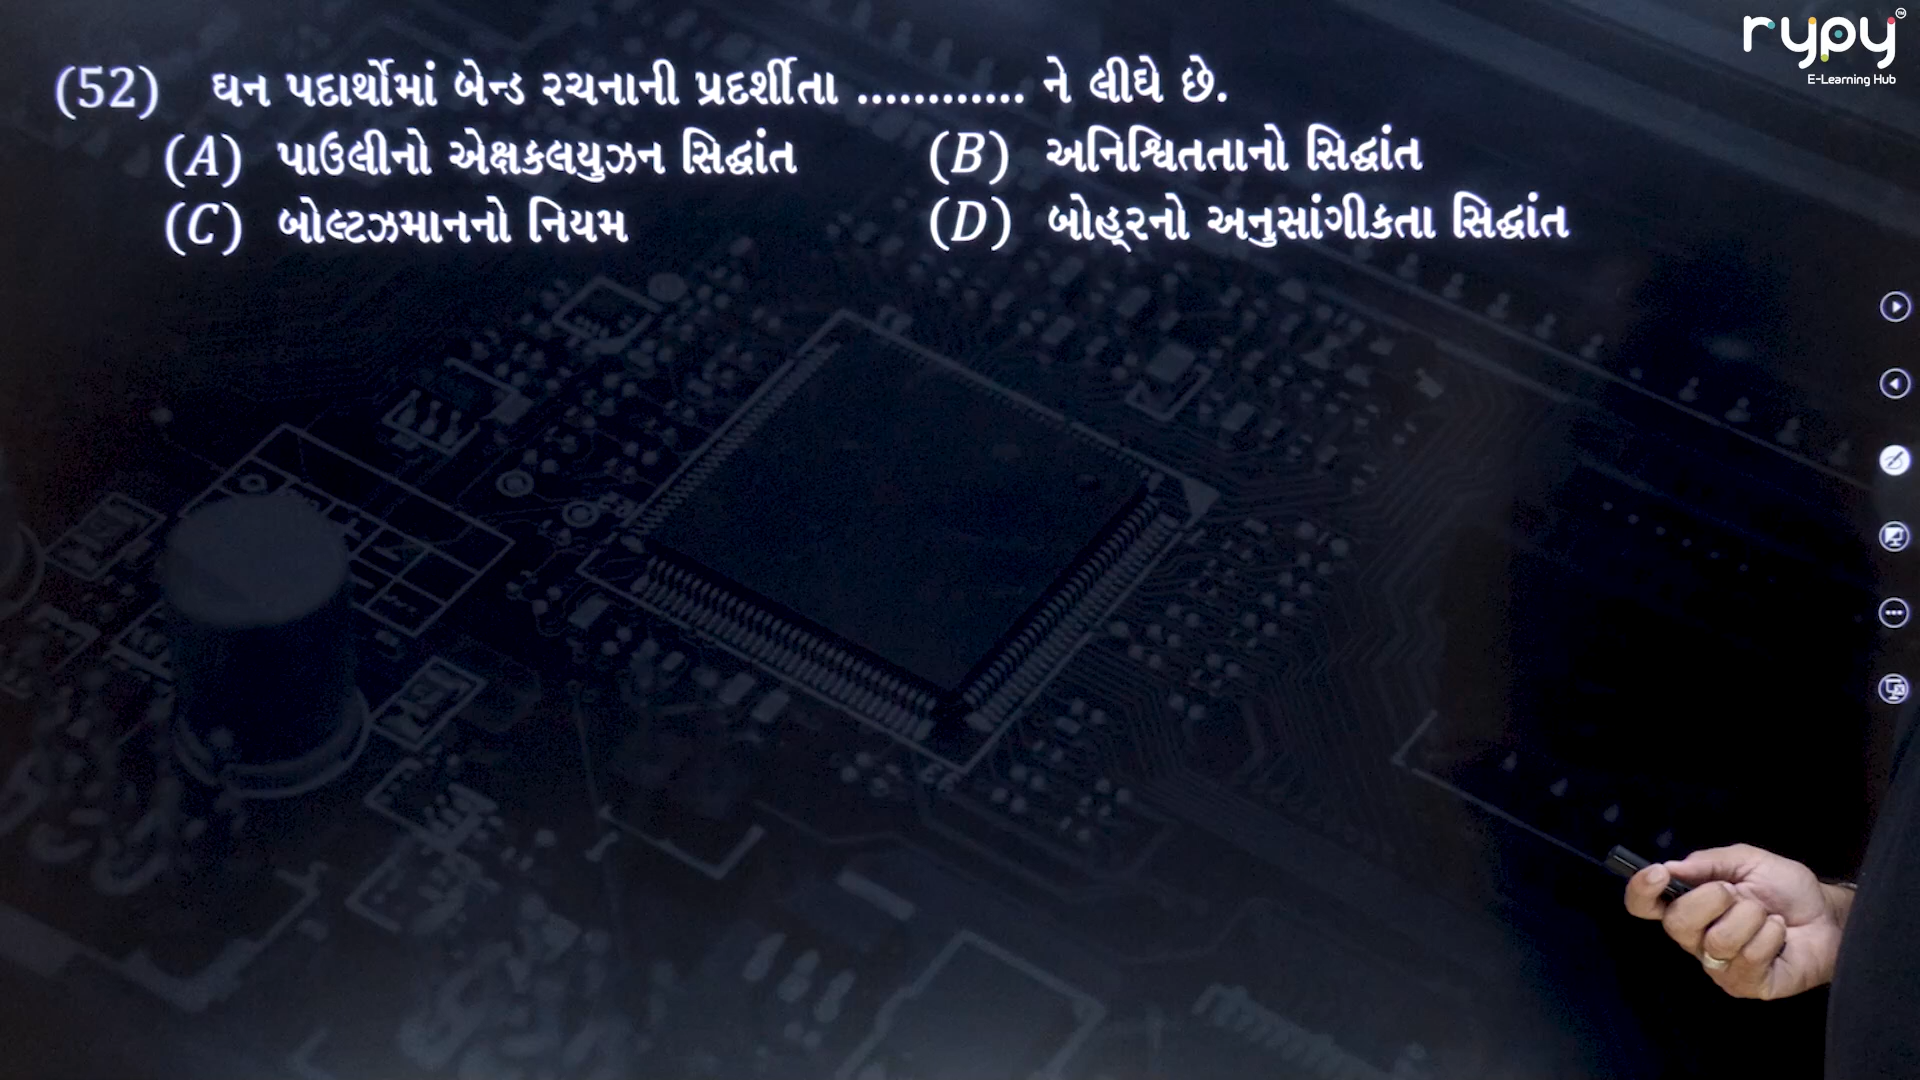 rypy™
E-Learning Hub
(52) ઘન પદાર્થોમાં બેન્ડ રચનાની પ્રદર્શીતા ............ ને લીધે છે.
(A) પાઉલીનો એક્ષકલયુઝન સિદ્ધાંત (B) અનિશ્ચિતતાનો સિદ્ધાંત
(C) બોલ્ટઝમાનનો નિયમ (D) બોહ્‌રનો અનુસાંગીકતા સિદ્ધાંત